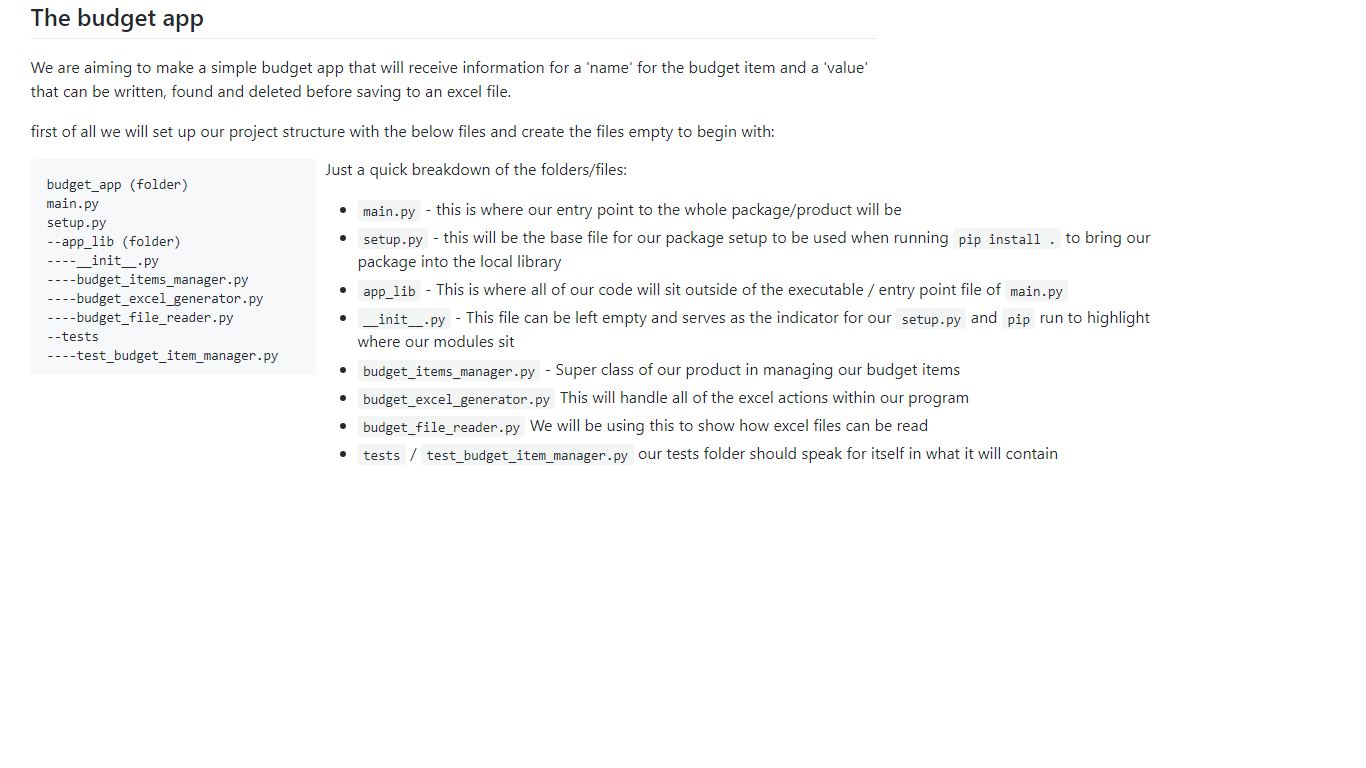 The budget app
We are aiming to make a simple budget app that will receive information for a 'name' for the budget item and a 'value'
that can be written, found and deleted before saving to an excel file.
first of all we will set up our project structure with the below files and create the files empty to begin with:
budget_app (folder)
main.py
setup.py
--app_lib (folder)
----__init__.py
----budget_items_manager.py
----budget_excel_generator.py
----budget_file_reader.py
--tests
----test_budget_item_manager.py
Just a quick breakdown of the folders/files:
• main.py - this is where our entry point to the whole package/product will be
• setup.py - this will be the base file for our package setup to be used when running pip install . to bring our
package into the local library
• app_lib - This is where all of our code will sit outside of the executable / entry point file of main.py
• __init__.py - This file can be left empty and serves as the indicator for our setup.py and pip run to highlight
where our modules sit
• budget_items_manager.py - Super class of our product in managing our budget items
• budget_excel_generator.py This will handle all of the excel actions within our program
• budget_file_reader.py We will be using this to show how excel files can be read
• tests / test_budget_item_manager.py our tests folder should speak for itself in what it will contain